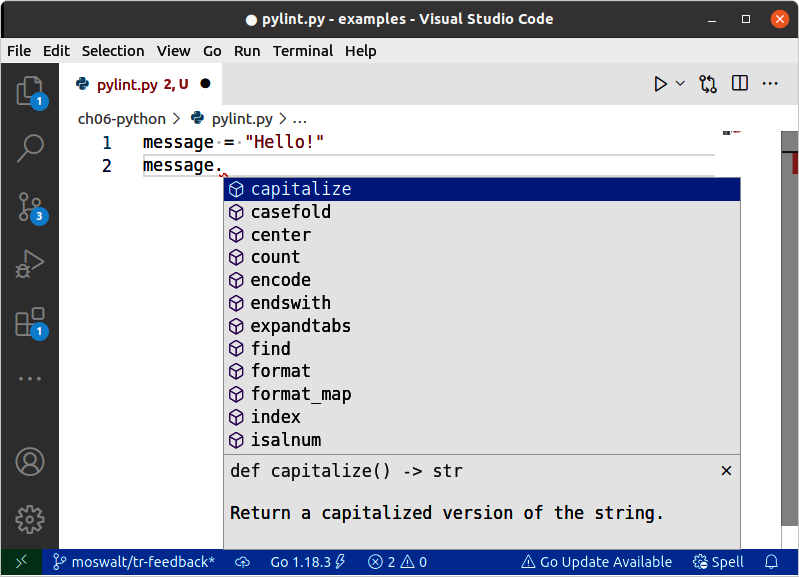 ● pylint.py - examples - Visual Studio Code
File Edit Selection View Go Run Terminal Help
pylint.py 2, U ●
ch06-python > pylint.py > ...
1 message = "Hello!"
2 message.
capitalize
casefold
center
count
encode
endswith
expandtabs
find
format
format_map
index
isalnum
def capitalize() -> str
Return a capitalized version of the string.
1
3
1
moswalt/tr-feedback* Go 1.18.3 2 0 Go Update Available Spell